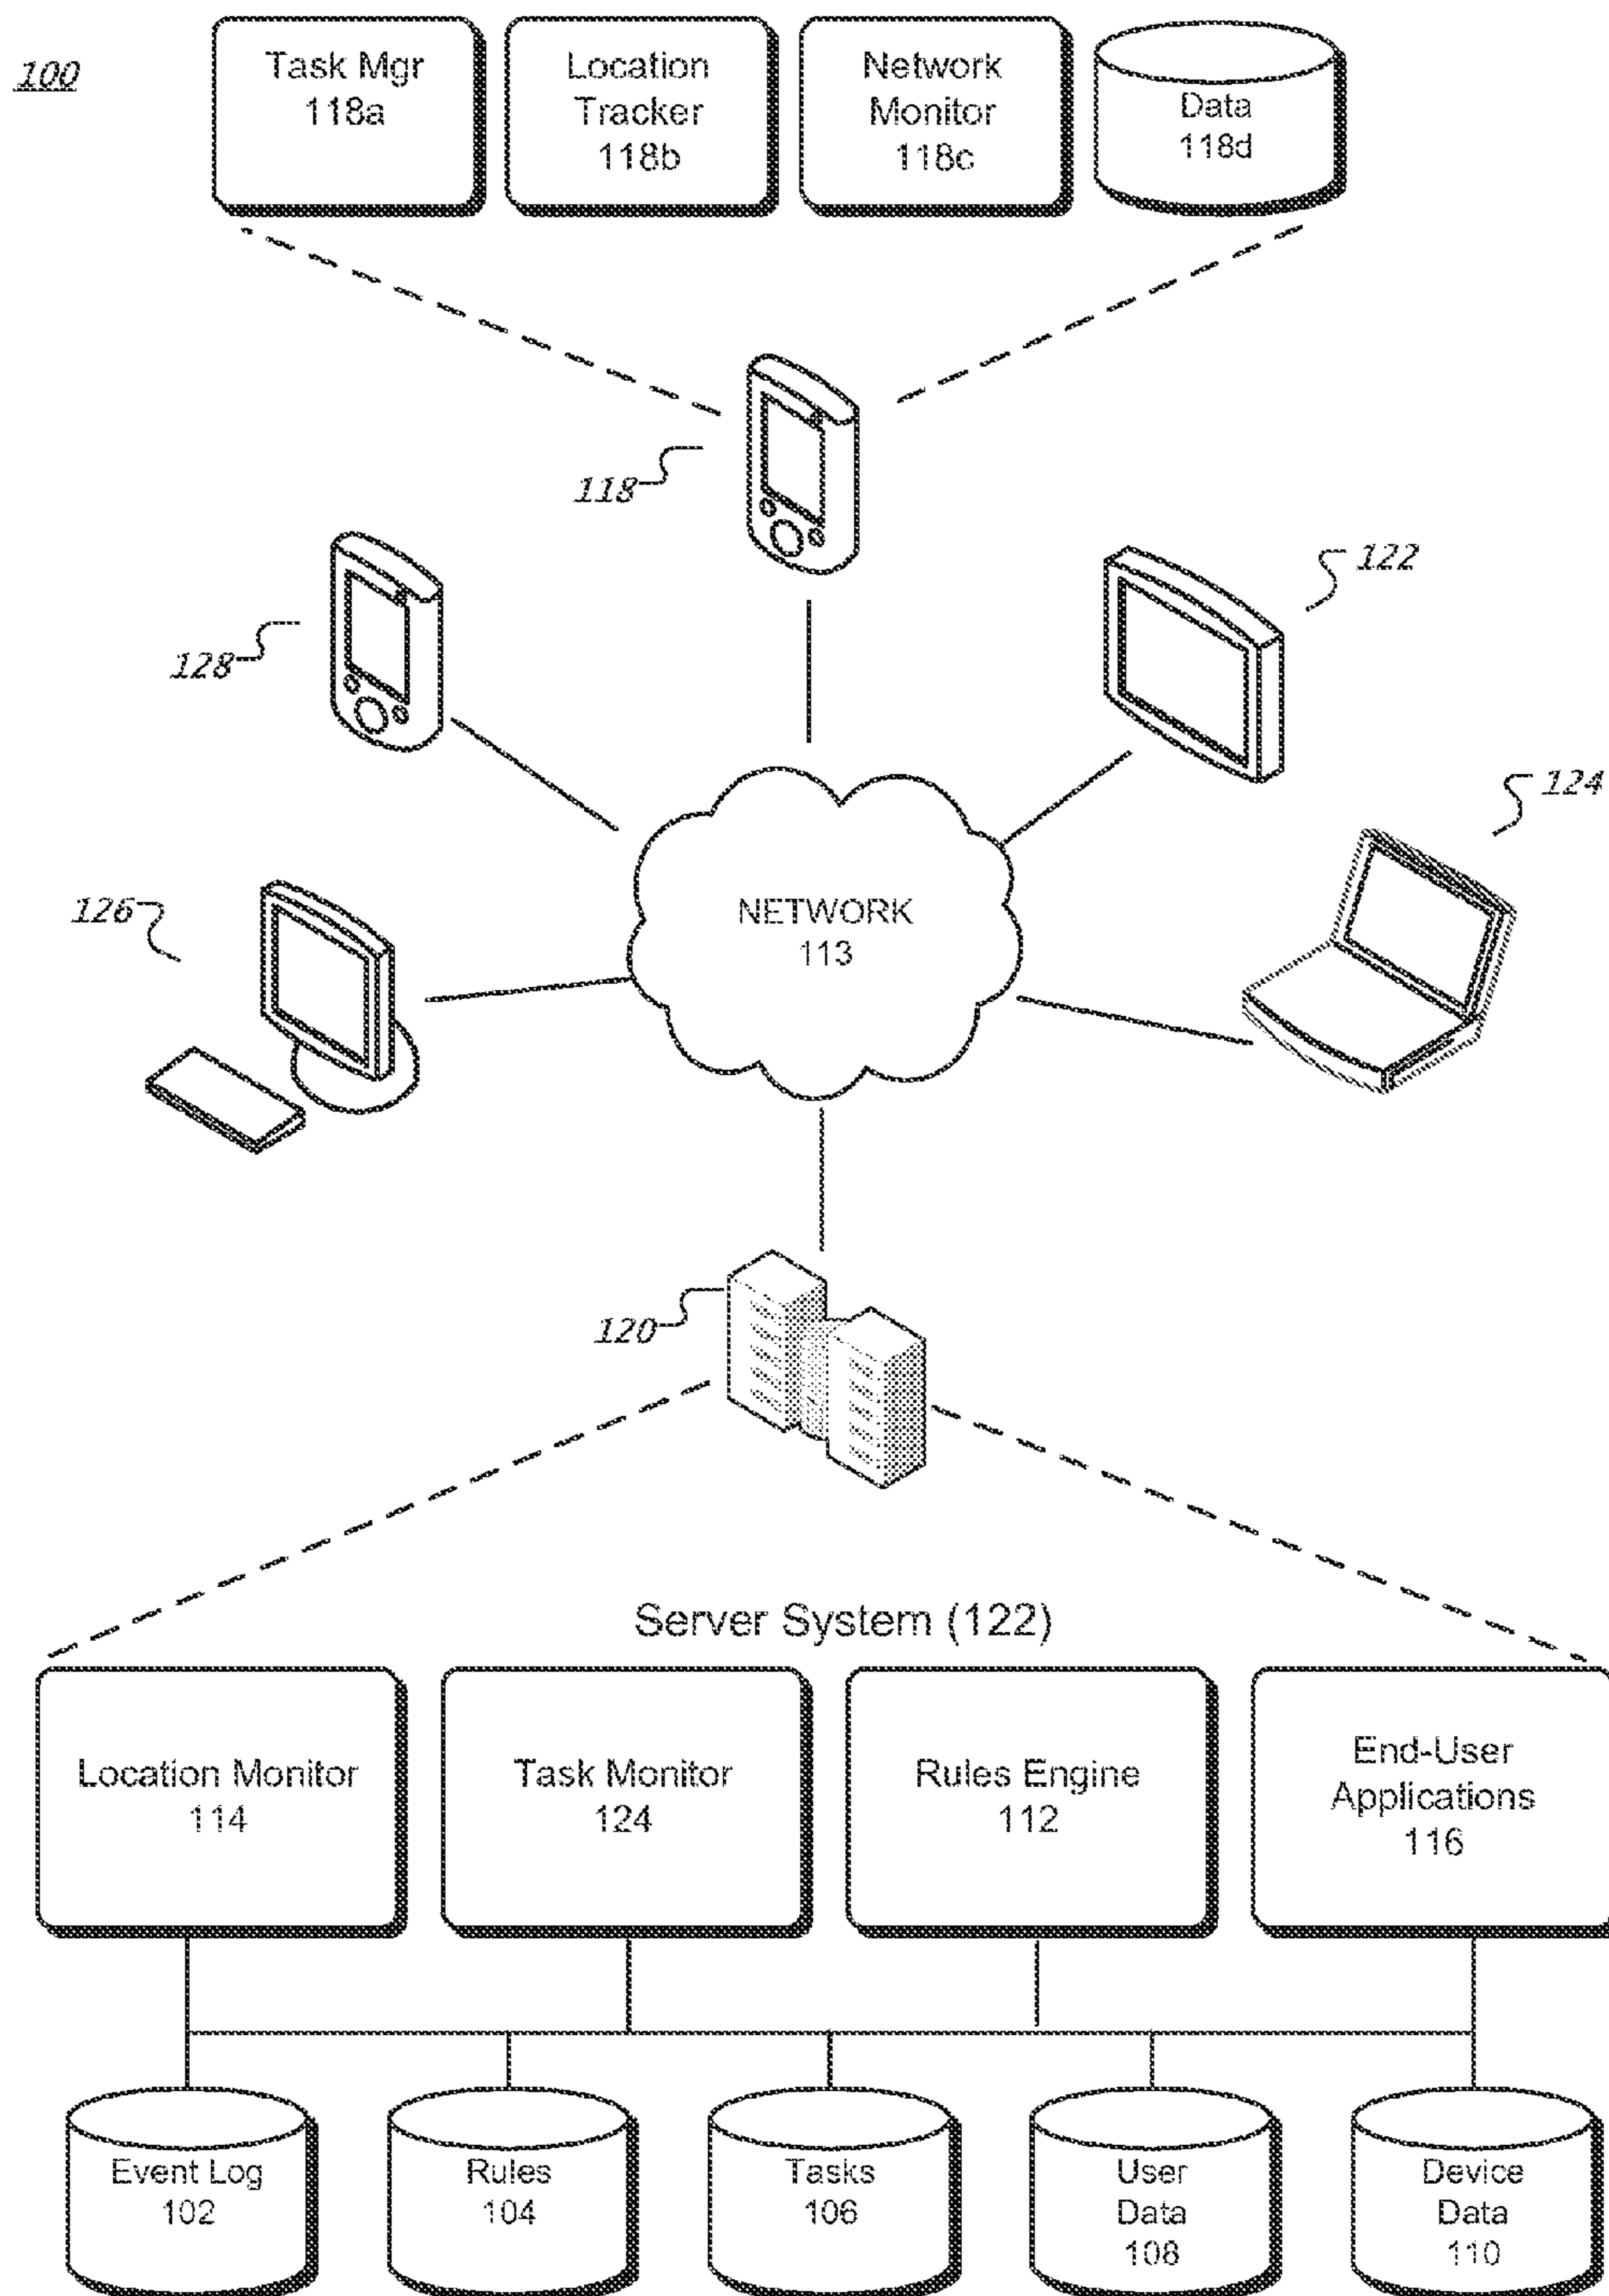 100
Task Mgr
118a
Location
Tracker
118b
Network
Monitor
118c
Data
118d
118
122
128
124
126
NETWORK
113
120
Server System (122)
Location Monitor
114
Task Monitor
124
Rules Engine
112
End-User
Applications
116
Event Log
102
Rules
104
Tasks
106
User
Data
108
Device
Data
110